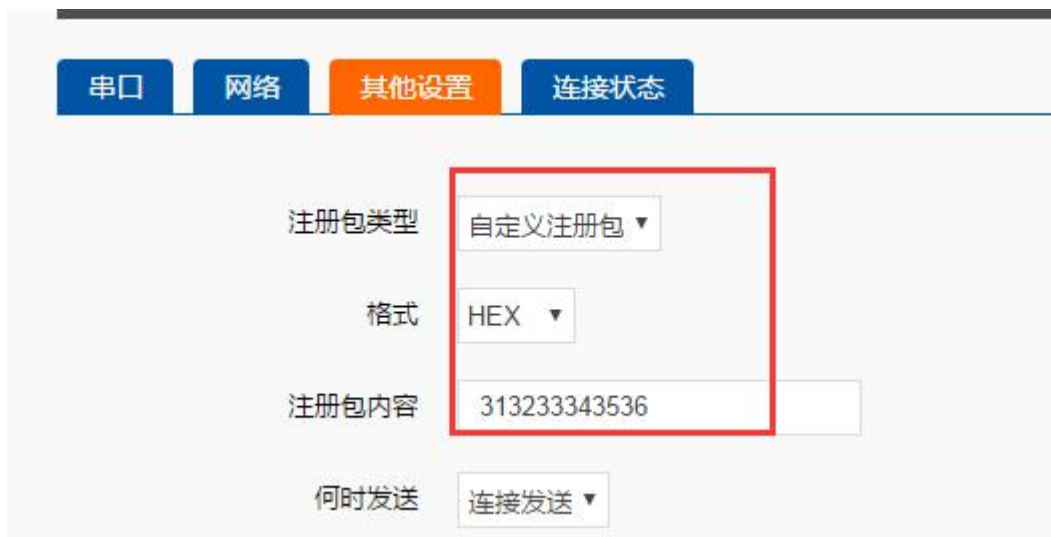 串口 网络 其他设置 连接状态
注册包类型 自定义注册包
格式 HEX
注册包内容 313233343536
何时发送 连接发送